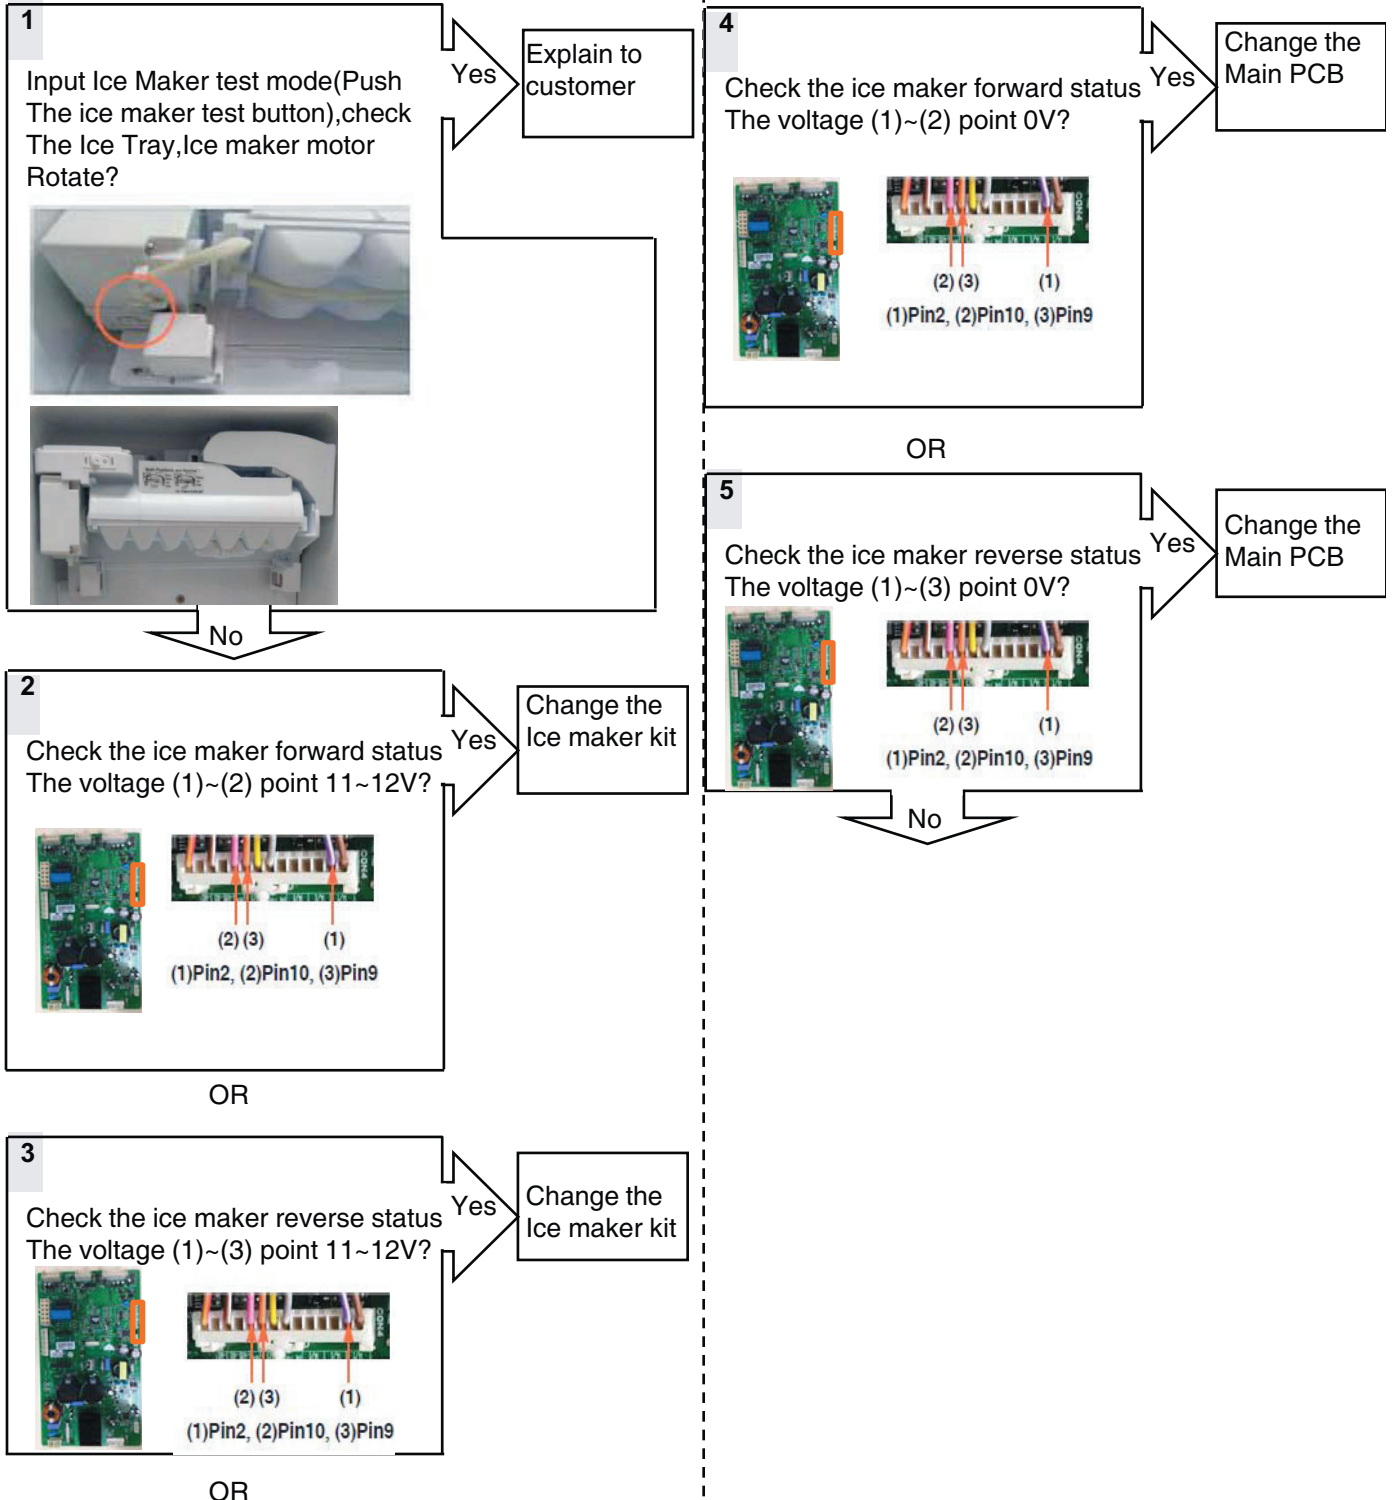 1
Input Ice Maker test mode(Push
The ice maker test button),check
The Ice Tray,Ice maker motor
Rotate?
Yes
Explain to
customer
No
2
Check the ice maker forward status
The voltage (1)~(2) point 11~12V?
Yes
Change the
Ice maker kit
CON4
(2) (3) (1)
(1)Pin2, (2)Pin10, (3)Pin9
OR
3
Check the ice maker reverse status
The voltage (1)~(3) point 11~12V?
Yes
Change the
Ice maker kit
CON4
(2) (3) (1)
(1)Pin2, (2)Pin10, (3)Pin9
OR
4
Check the ice maker forward status
The voltage (1)~(2) point 0V?
Yes
Change the
Main PCB
CON4
(2) (3) (1)
(1)Pin2, (2)Pin10, (3)Pin9
OR
5
Check the ice maker reverse status
The voltage (1)~(3) point 0V?
Yes
Change the
Main PCB
CON4
(2) (3) (1)
(1)Pin2, (2)Pin10, (3)Pin9
No